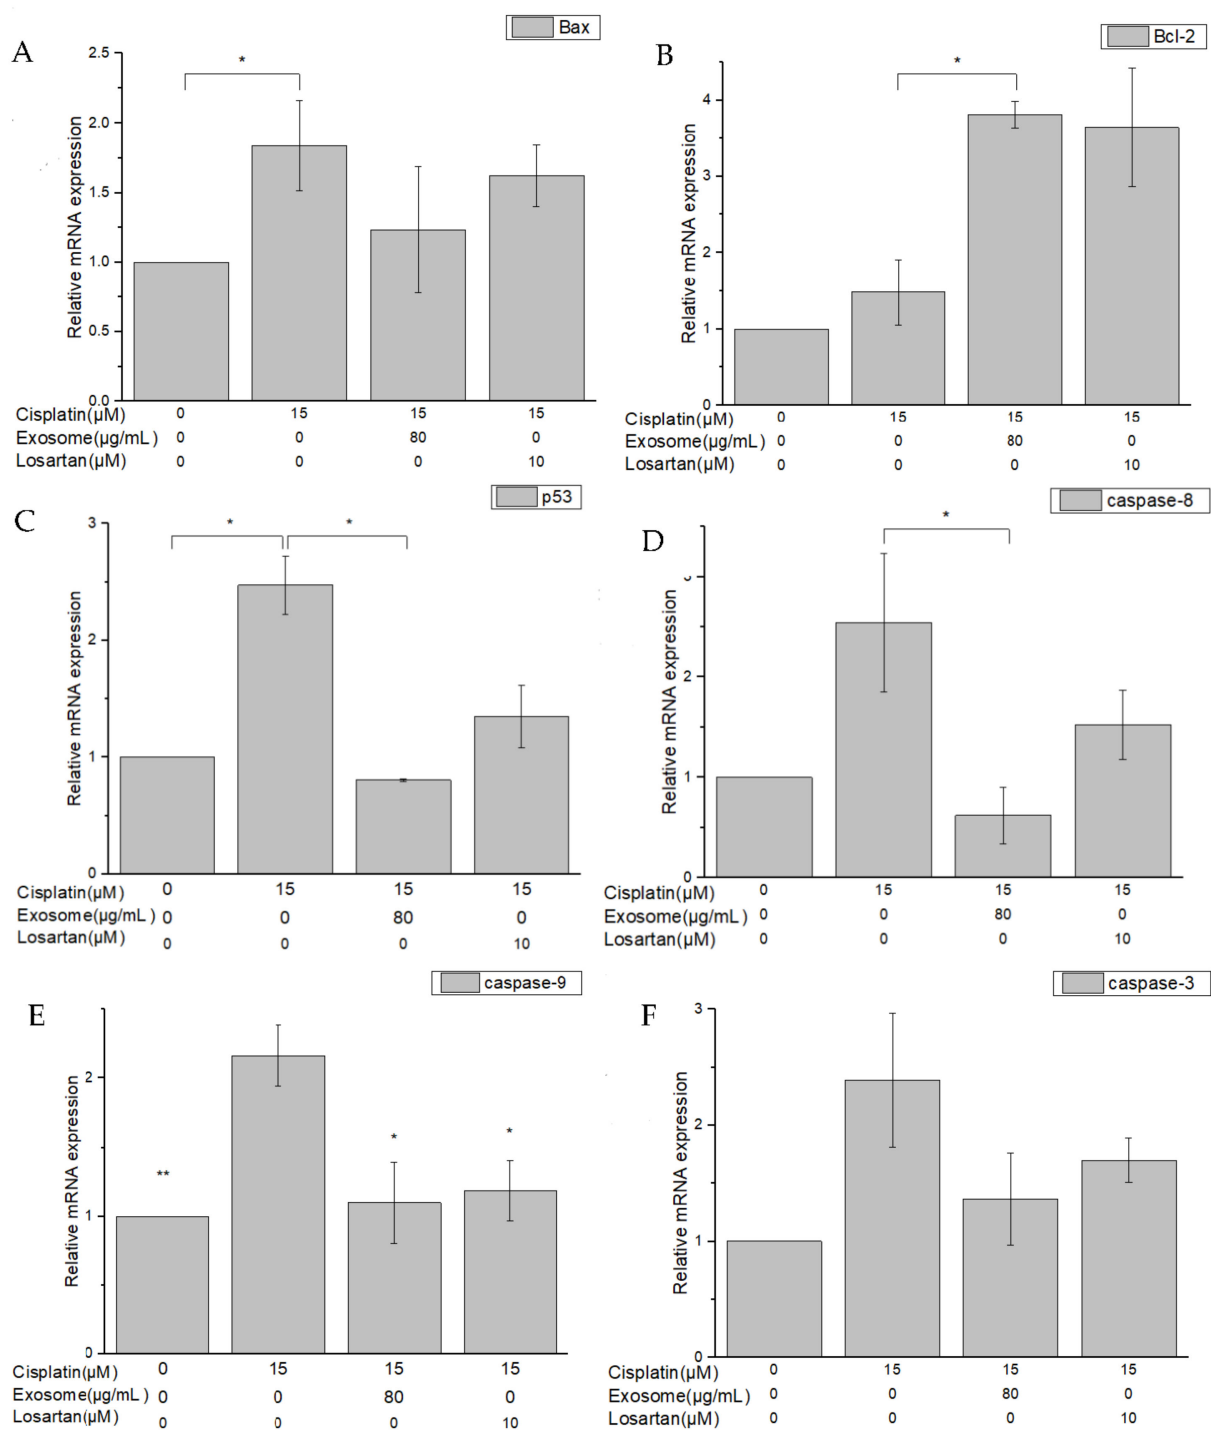 A
Bax
*
2.5
2.0
1.5
1.0
0.5
0.0
Relative mRNA expression
Cisplatin(µM) 0 15 15 15
Exosome(µg/mL) 0 0 80 0
Losartan(µM) 0 0 0 10
B
Bcl-2
*
4
3
2
1
0
Relative mRNA expression
Cisplatin(µM) 0 15 15 15
Exosome(µg/mL) 0 0 80 0
Losartan(µM) 0 0 0 10
C
p53
* *
3
2
1
0
Relative mRNA expression
Cisplatin(µM) 0 15 15 15
Exosome(µg/mL) 0 0 80 0
Losartan(µM) 0 0 0 10
D
caspase-8
*
2
1
0
Relative mRNA expression
Cisplatin(µM) 0 15 15 15
Exosome(µg/mL) 0 0 80 0
Losartan(µM) 0 0 0 10
E
caspase-9
** * *
2
1
0
Relative mRNA expression
Cisplatin(µM) 0 15 15 15
Exosome(µg/mL) 0 0 80 0
Losartan(µM) 0 0 0 10
F
caspase-3
3
2
1
0
Relative mRNA expression
Cisplatin(µM) 0 15 15 15
Exosome(µg/mL) 0 0 80 0
Losartan(µM) 0 0 0 10